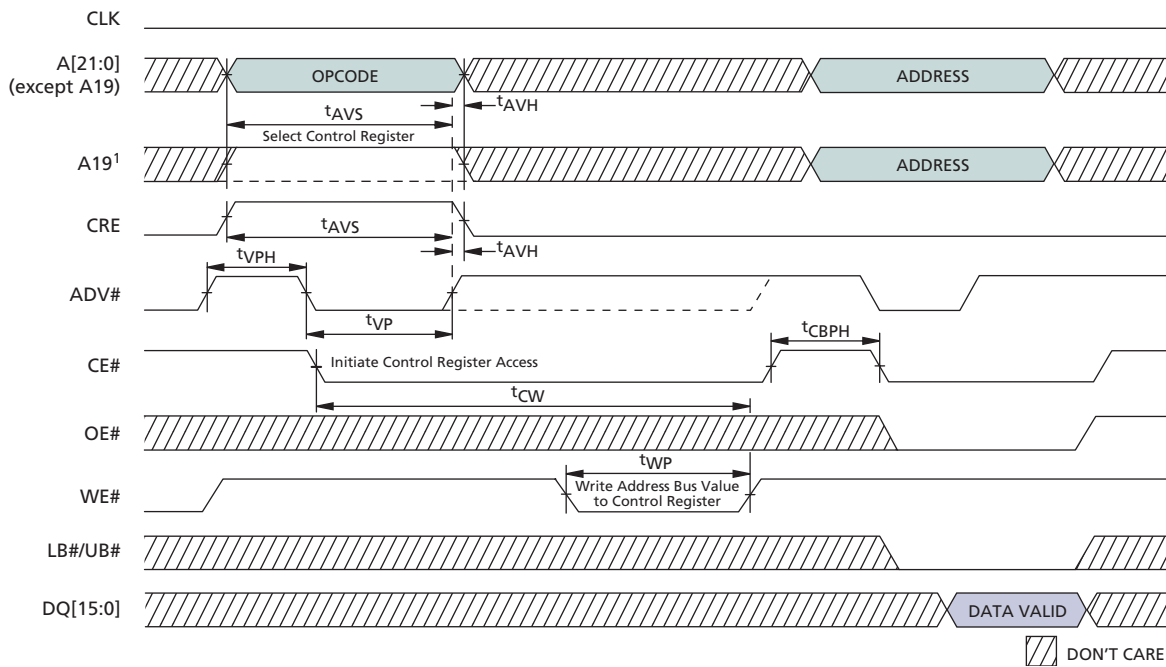 CLK
A[21:0]
(except A19)
OPCODE
ADDRESS
tAVS
tAVH
Select Control Register
A19¹
ADDRESS
CRE
tAVS
tAVH
tVPH
ADV#
tVP
tCBPH
CE#
Initiate Control Register Access
tCW
OE#
tWP
WE#
Write Address Bus Value
to Control Register
LB#/UB#
DQ[15:0]
DATA VALID
DON'T CARE